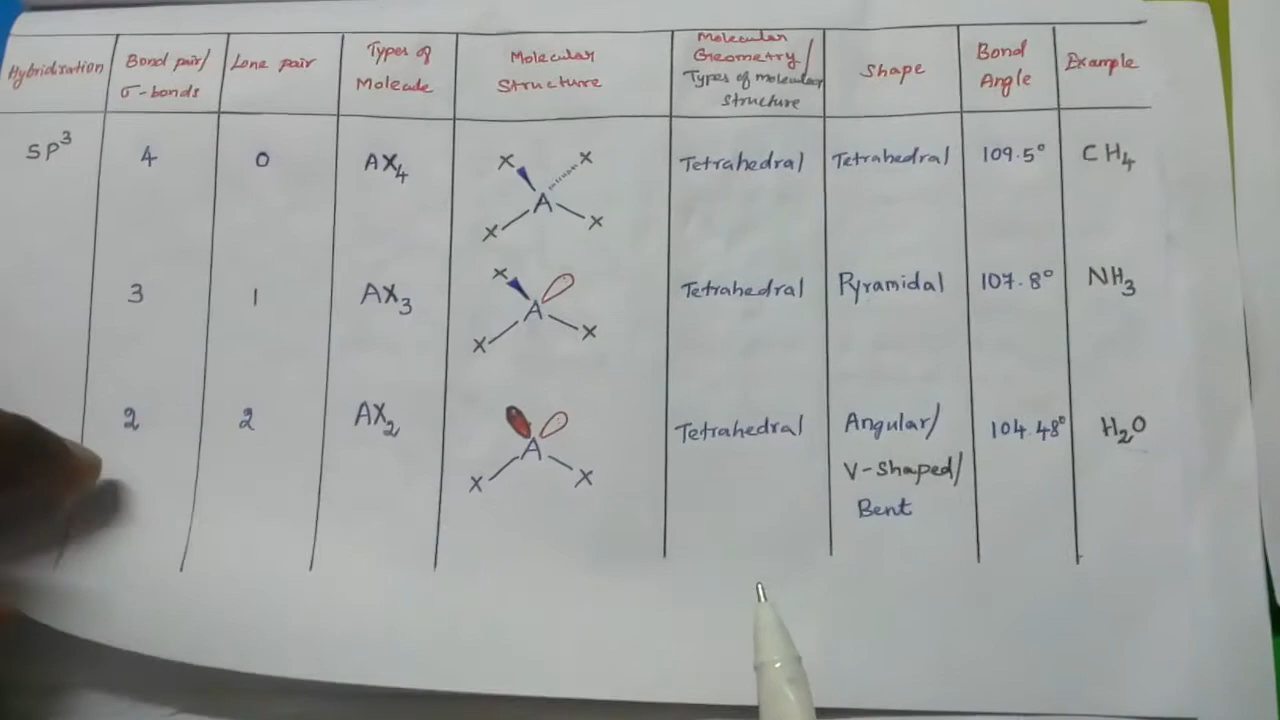 Hybridization
Bond pair/
σ-bonds
Lone pair
Types of
Molecule
Molecular
Structure
Molecular
Geometry/
Types of molecular
structure
Shape
Bond
Angle
Example
SP³
4
0
AX₄
X X
A
X X
Tetrahedral
Tetrahedral
109.5°
CH₄
3
1
AX₃
X
A
X X
Tetrahedral
Pyramidal
107.8°
NH₃
2
2
AX₂
A
X X
Tetrahedral
Angular/
V-shaped/
Bent
104.48°
H₂O